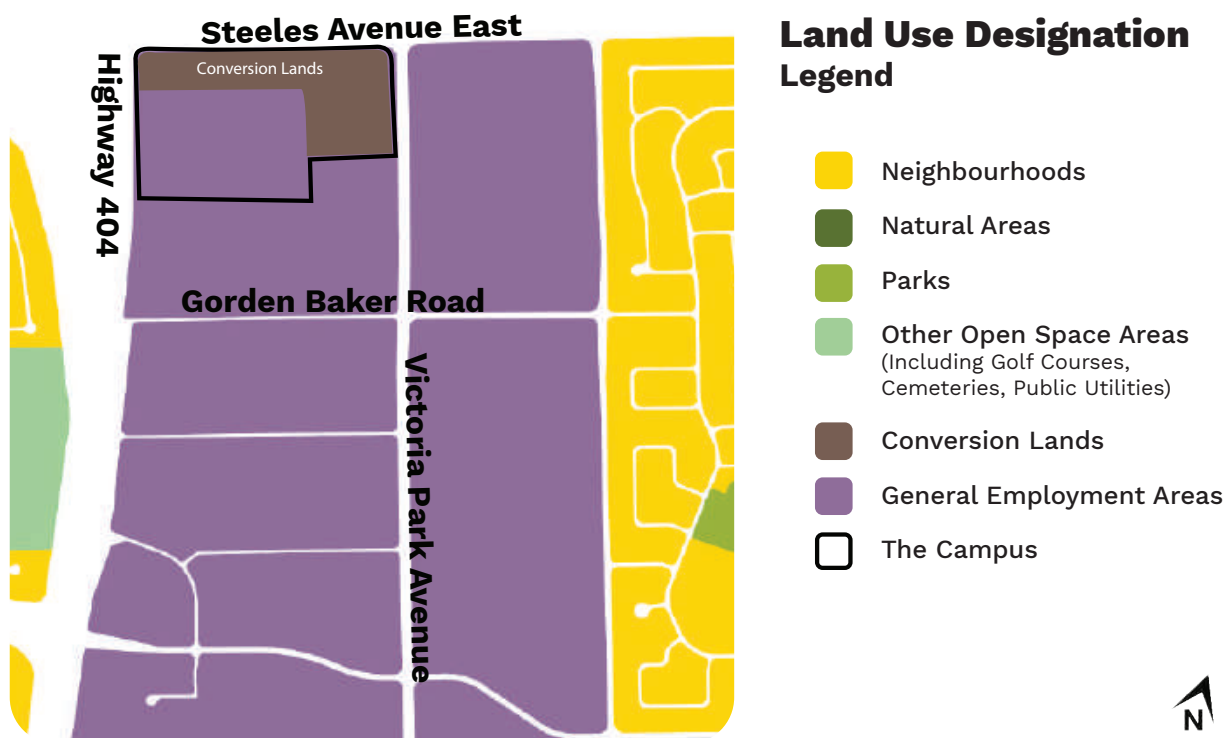 Steeles Avenue East
Conversion Lands
Highway 404
Gorden Baker Road
Victoria Park Avenue
Land Use Designation
Legend
Neighbourhoods
Natural Areas
Parks
Other Open Space Areas
(Including Golf Courses,
Cemeteries, Public Utilities)
Conversion Lands
General Employment Areas
The Campus
N